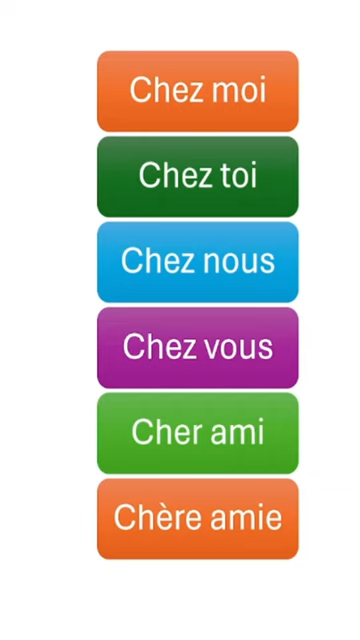 Chez moi
Chez toi
Chez nous
Chez vous
Cher ami
Chère amie